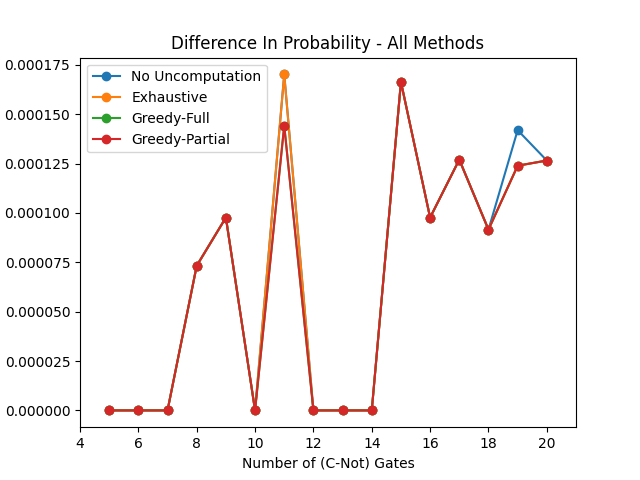 Difference In Probability - All Methods
0.000175
0.000150
0.000125
0.000100
0.000075
0.000050
0.000025
0.000000
No Uncomputation
Exhaustive
Greedy-Full
Greedy-Partial
4 6 8 10 12 14 16 18 20
Number of (C-Not) Gates